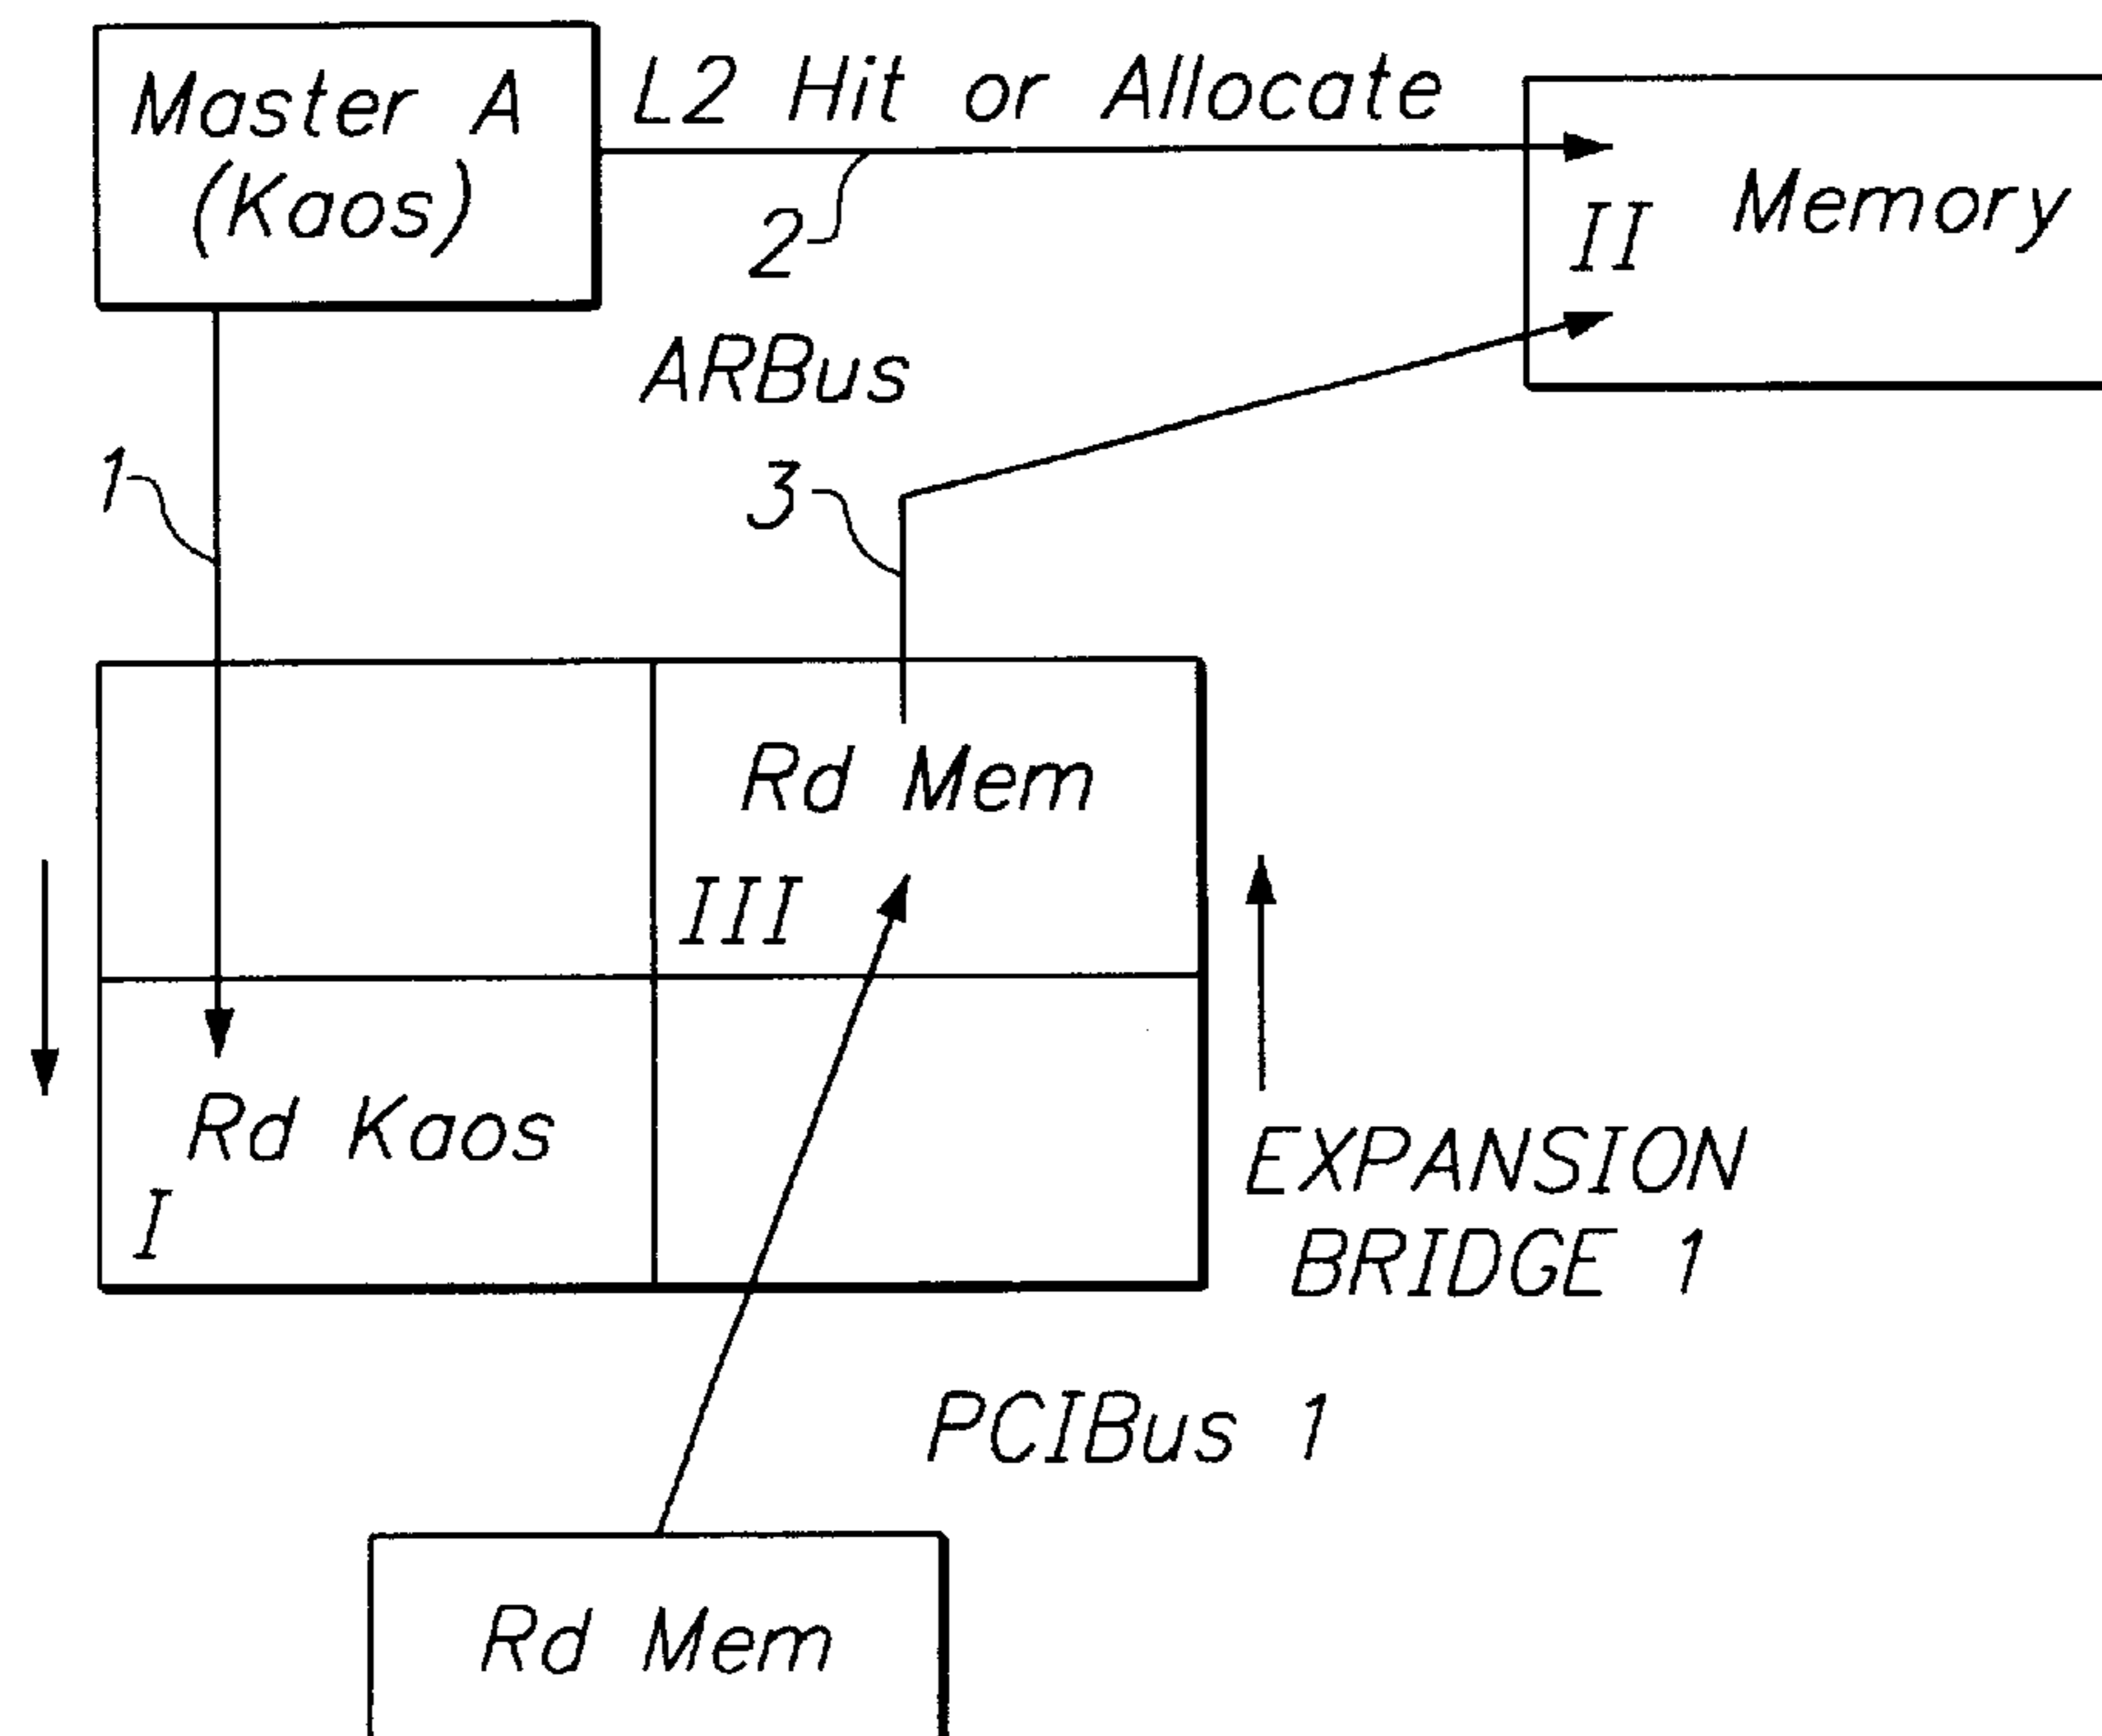 Master A
(Kaos)
L2 Hit or Allocate
2
II
Memory
ARBus
1
3
Rd Mem
III
Rd Kaos
I
EXPANSION
BRIDGE 1
PCIBus 1
Rd Mem